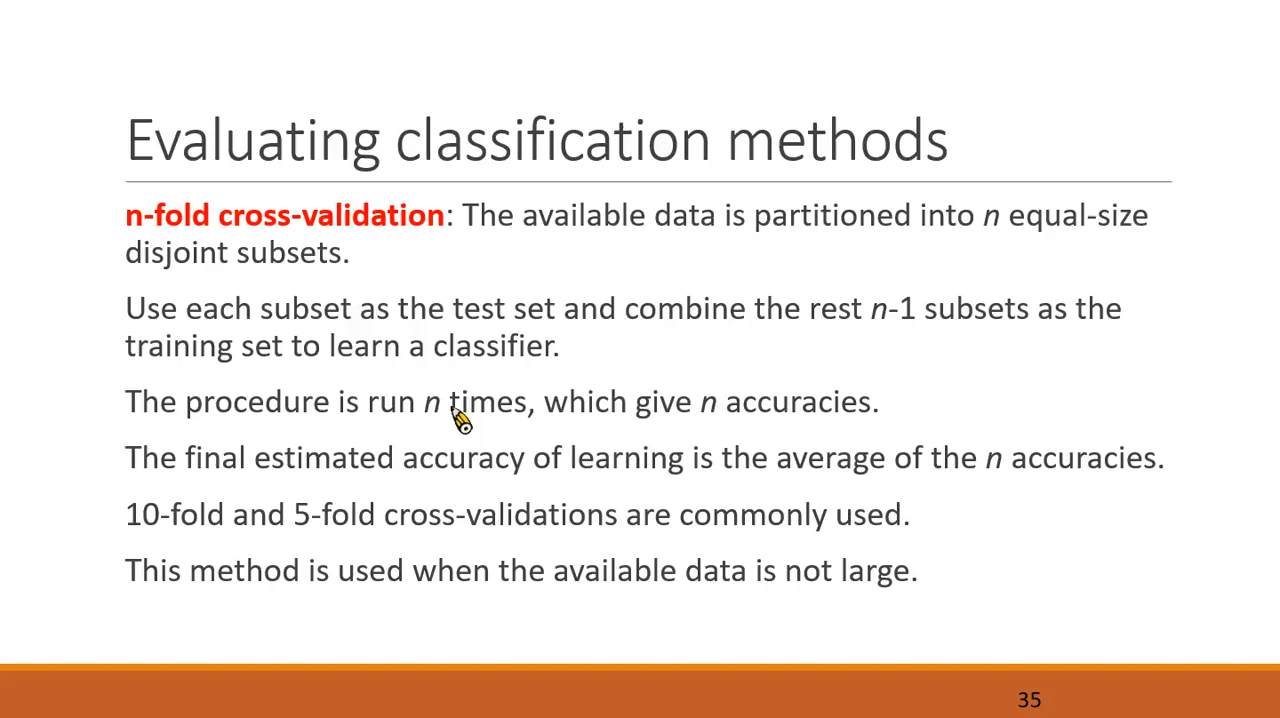 Evaluating classification methods
n-fold cross-validation: The available data is partitioned into n equal-size
disjoint subsets.
Use each subset as the test set and combine the rest n-1 subsets as the
training set to learn a classifier.
The procedure is run n times, which give n accuracies.
The final estimated accuracy of learning is the average of the n accuracies.
10-fold and 5-fold cross-validations are commonly used.
This method is used when the available data is not large.
35